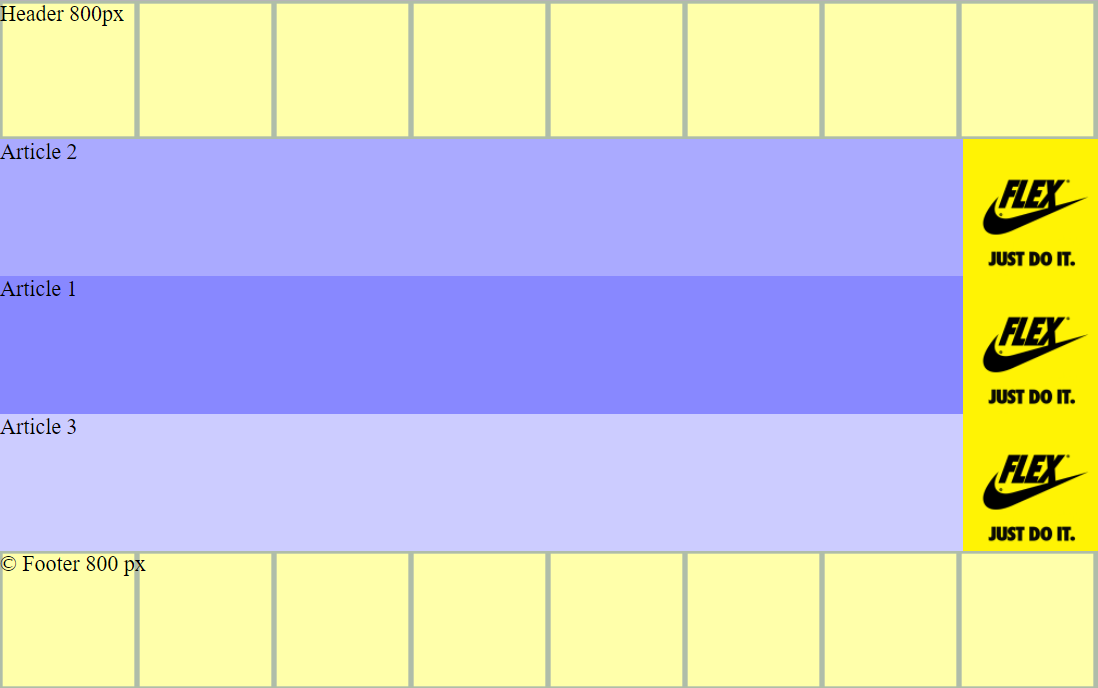 Header 800px
Article 2
FLEX
JUST DO IT.
Article 1
FLEX
JUST DO IT.
Article 3
FLEX
JUST DO IT.
© Footer 800 px